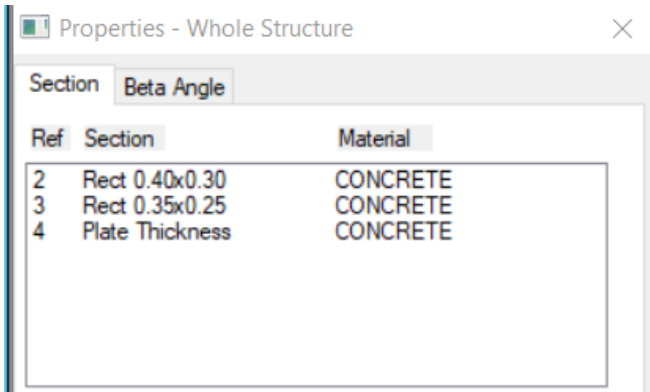 Properties - Whole Structure
Section Beta Angle
Ref Section Material
2 Rect 0.40x0.30 CONCRETE
3 Rect 0.35x0.25 CONCRETE
4 Plate Thickness CONCRETE